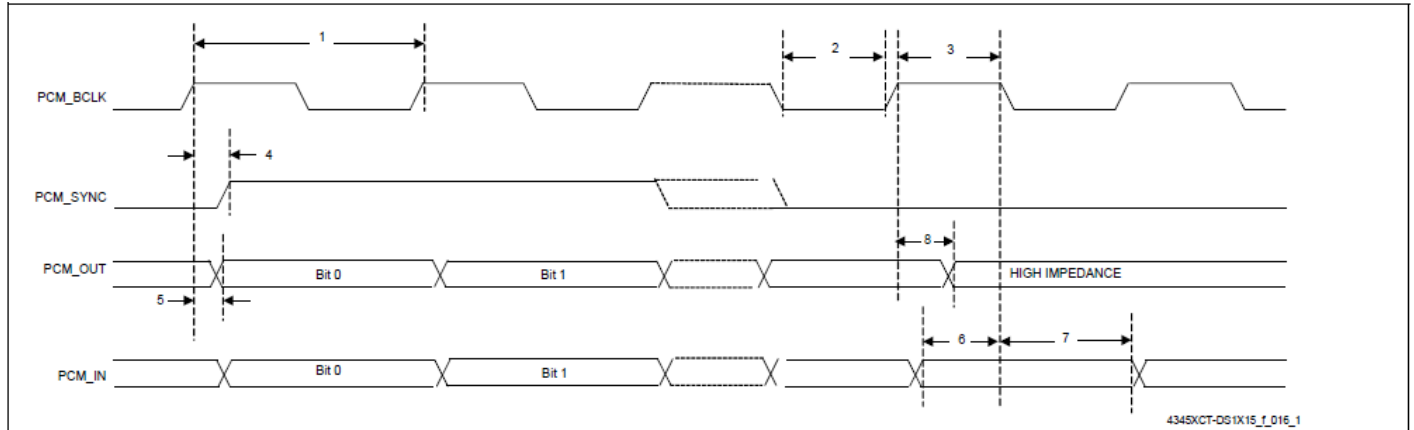 1
2
3
PCM_BCLK
4
PCM_SYNC
8
PCM_OUT
Bit 0
Bit 1
HIGH IMPEDANCE
5
6
7
PCM_IN
Bit 0
Bit 1
4345XCT-DS1X15_f_016_1